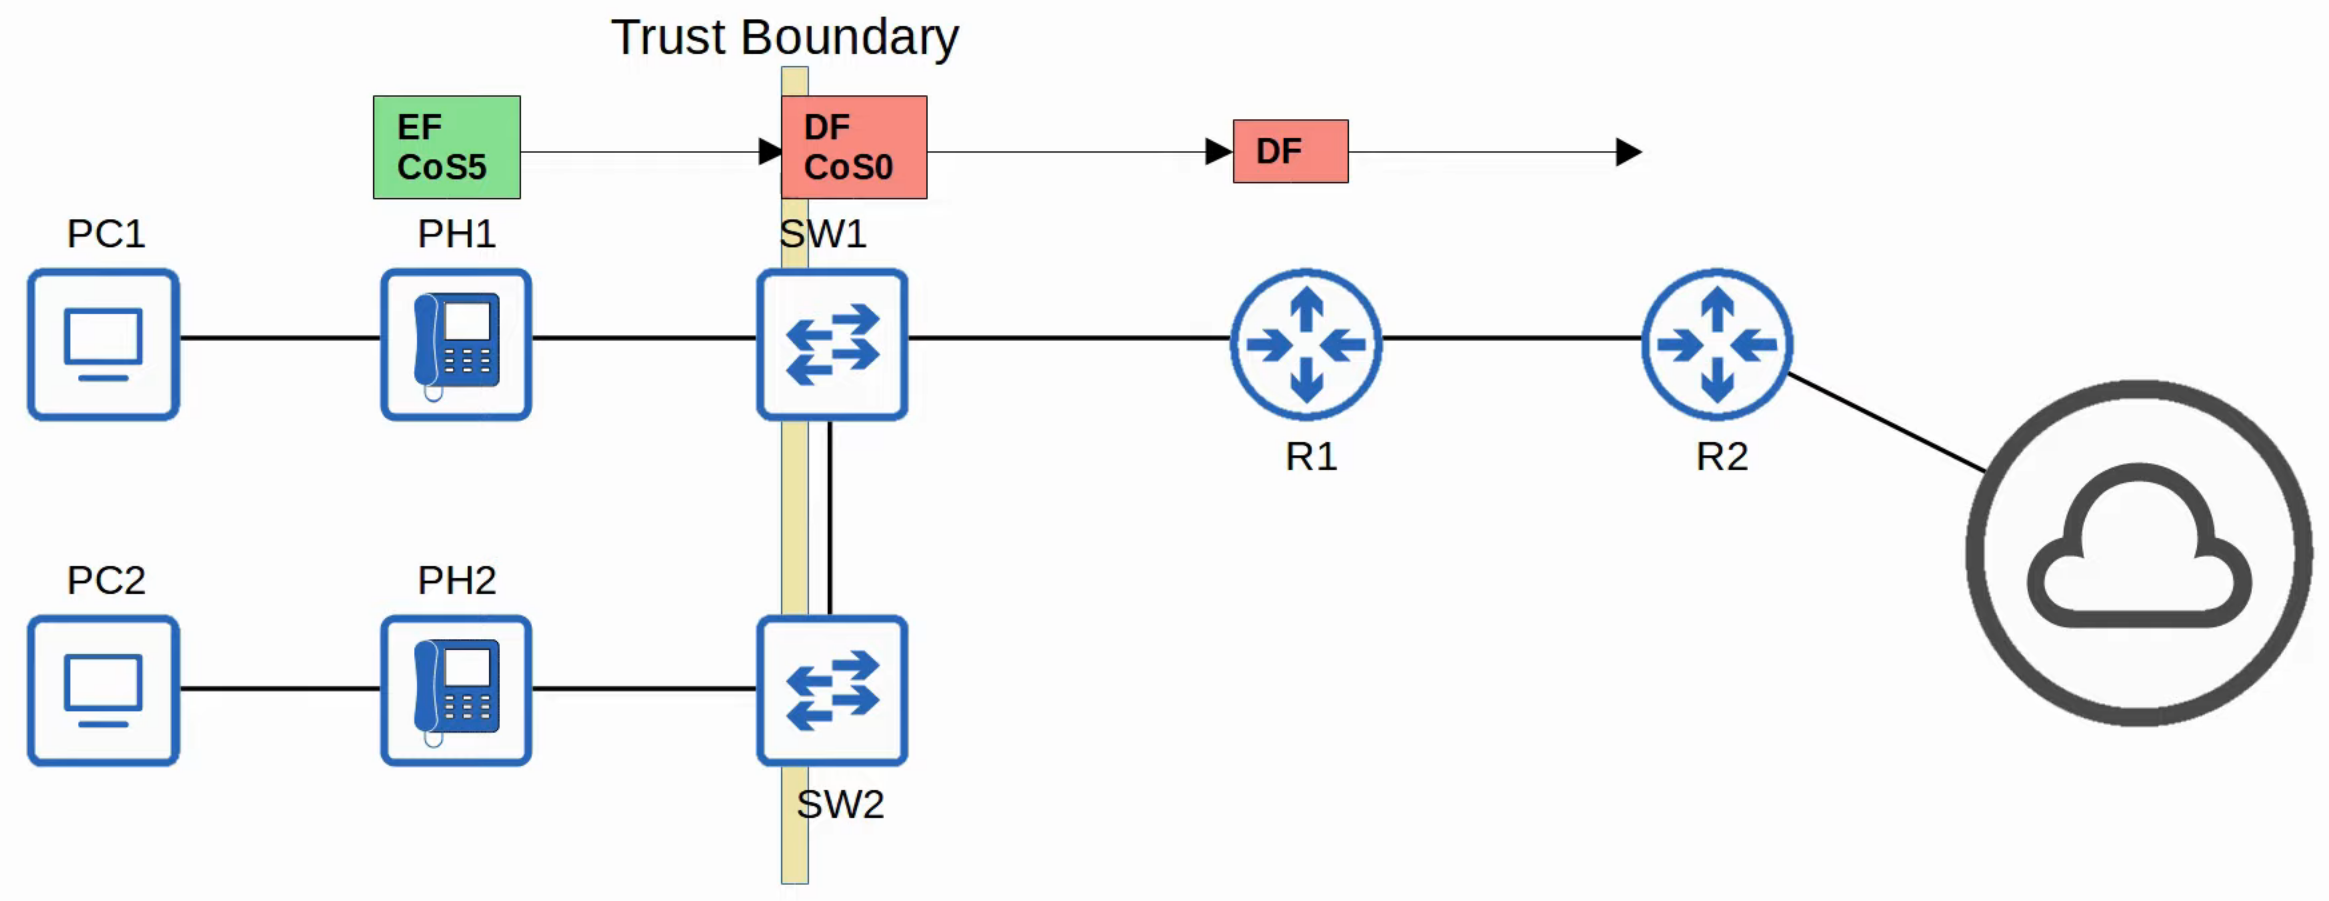 Trust Boundary
EF
CoS5
DF
CoS0
DF
PC1
PH1
SW1
R1
R2
PC2
PH2
SW2